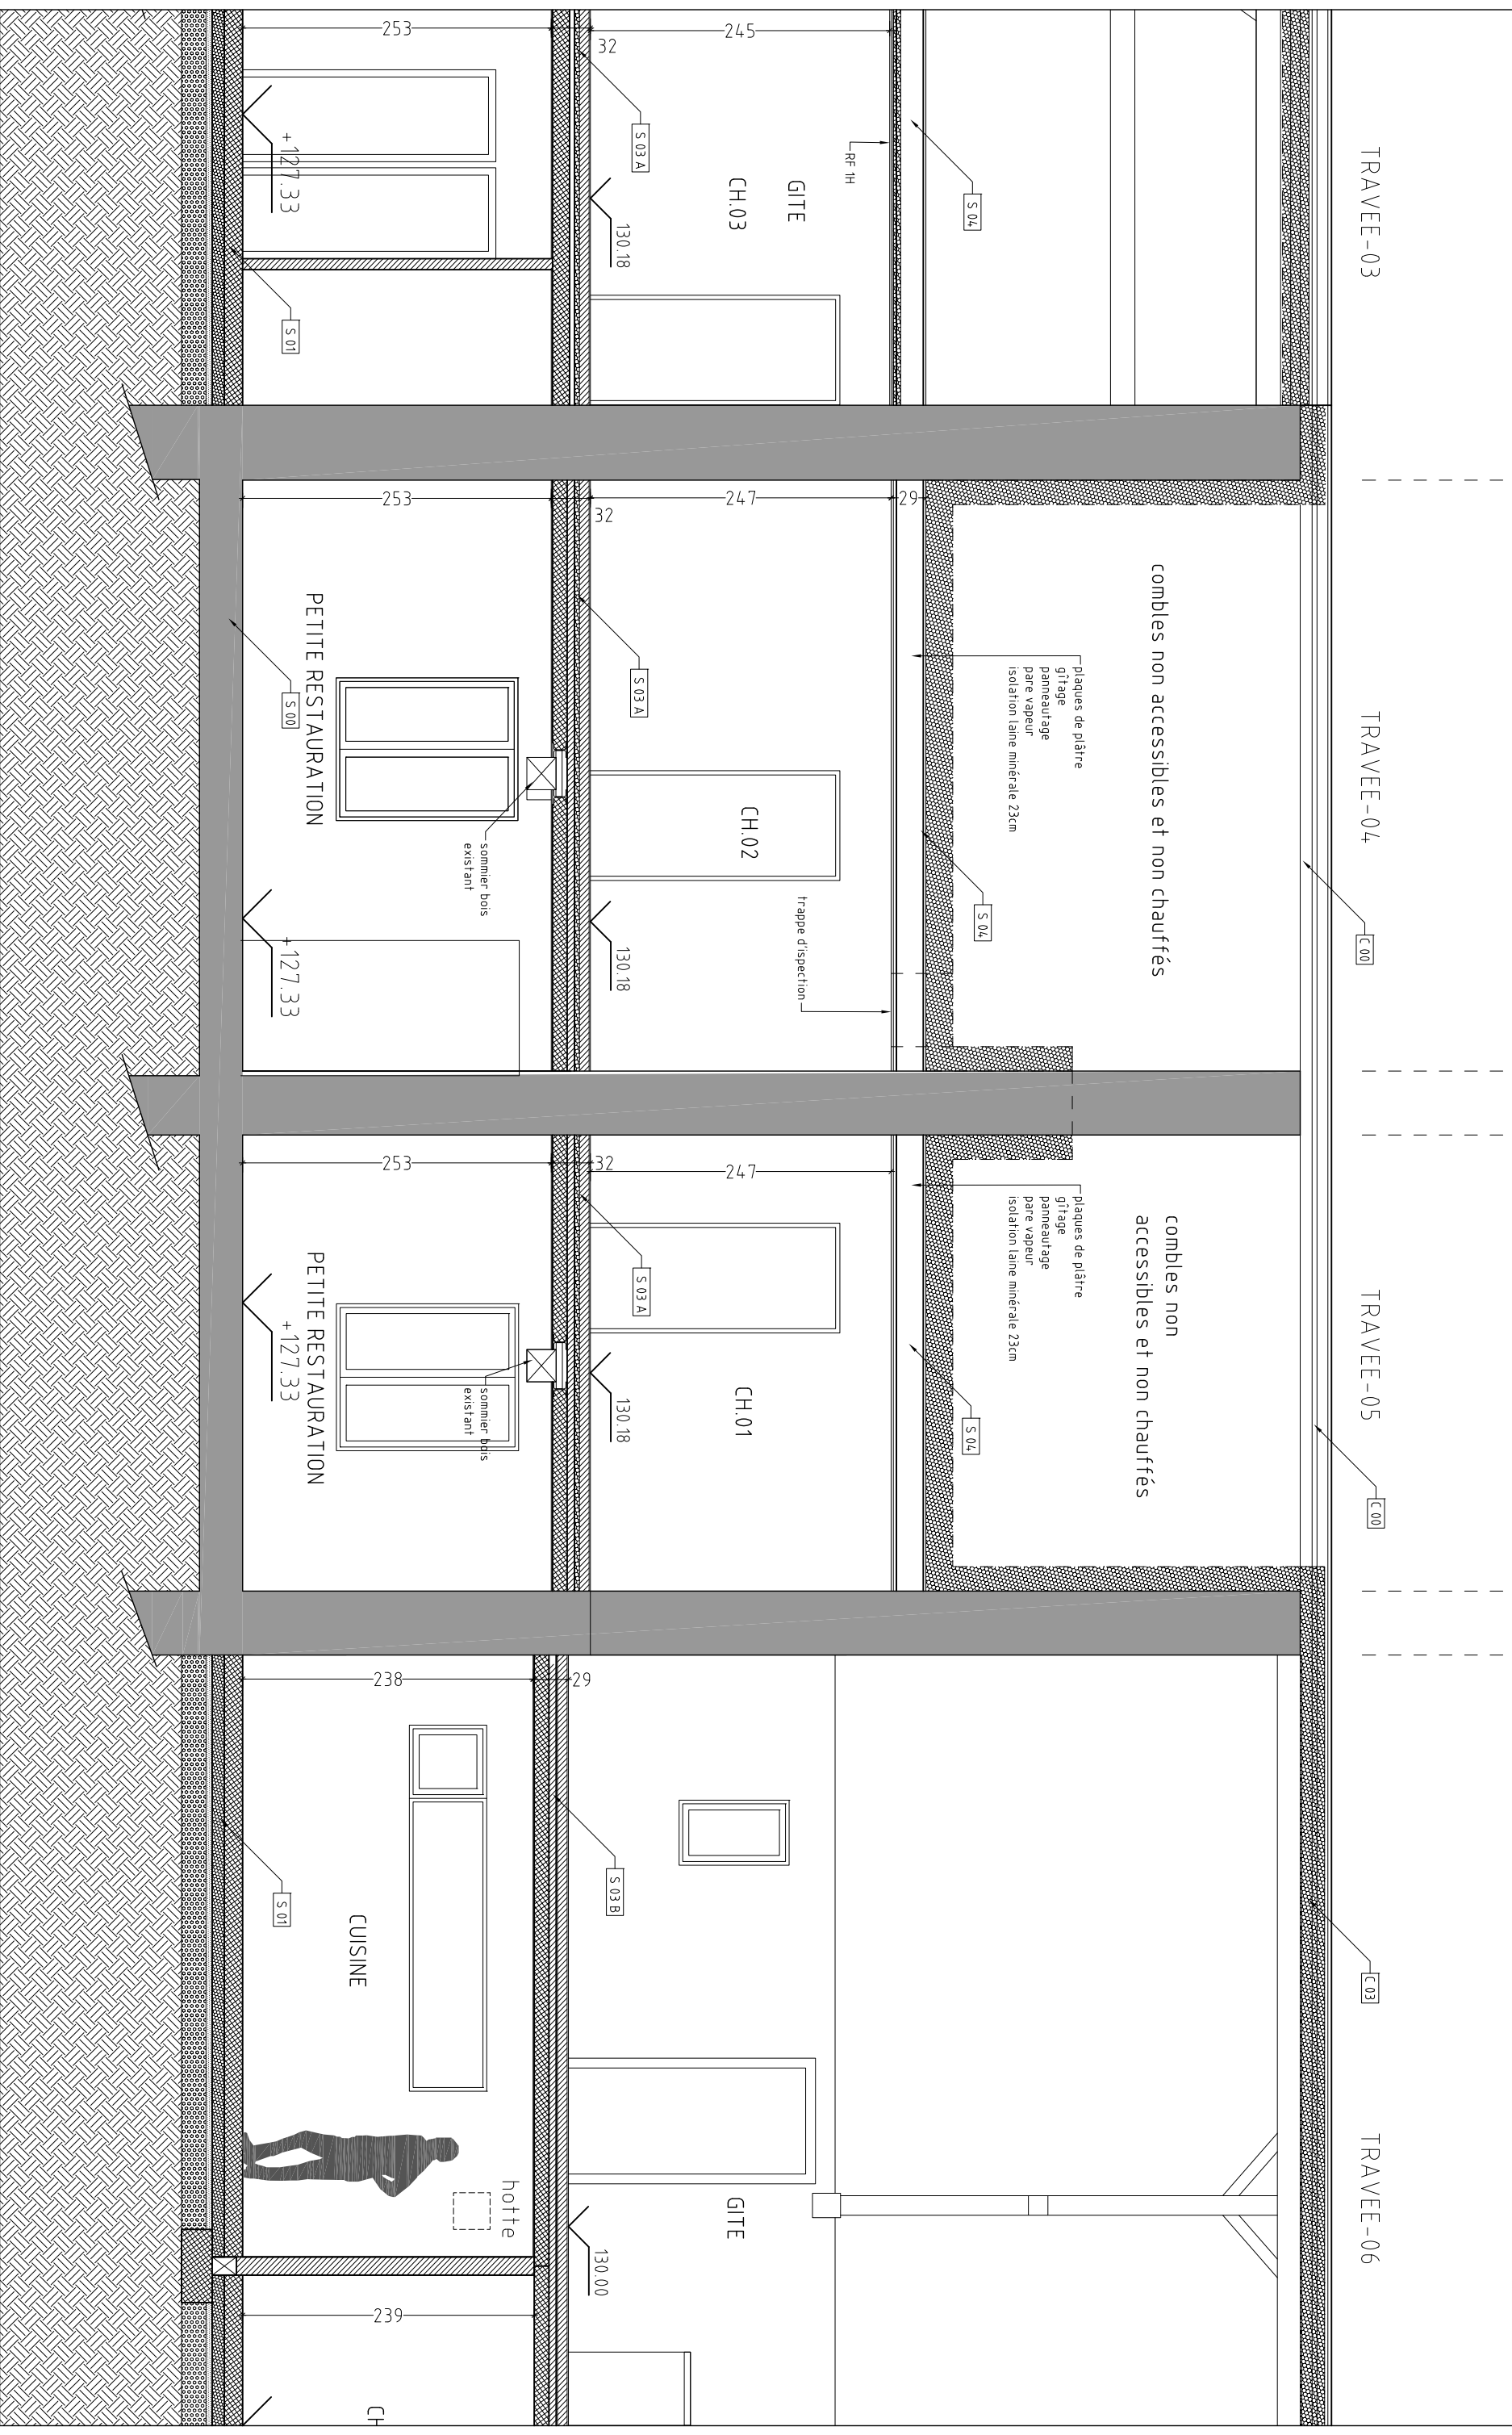 TRAVEE-03
TRAVEE-04
TRAVEE-05
TRAVEE-06
C 00
C 00
C 03
combles non accessibles et non chauffés
combles non
accessibles et non chauffés
plaques de plâtre
gîtage
panneautage
pare vapeur
isolation laine minérale 23cm
plaques de plâtre
gîtage
panneautage
pare vapeur
isolation laine minérale 23cm
S 04
S 04
S 04
29
RF 1H
trappe d'ispection
245
GITE
CH.03
247
CH.02
247
CH.01
GITE
130.18
130.18
130.18
130.00
32
S 03 A
32
S 03 A
32
S 03 A
29
S 03 B
hotte
sommier bois
existant
sommier bois
existant
253
253
253
238
239
CUISINE
PETITE RESTAURATION
PETITE RESTAURATION
+127.33
+127.33
+127.33
S 01
S 00
S 01
CH